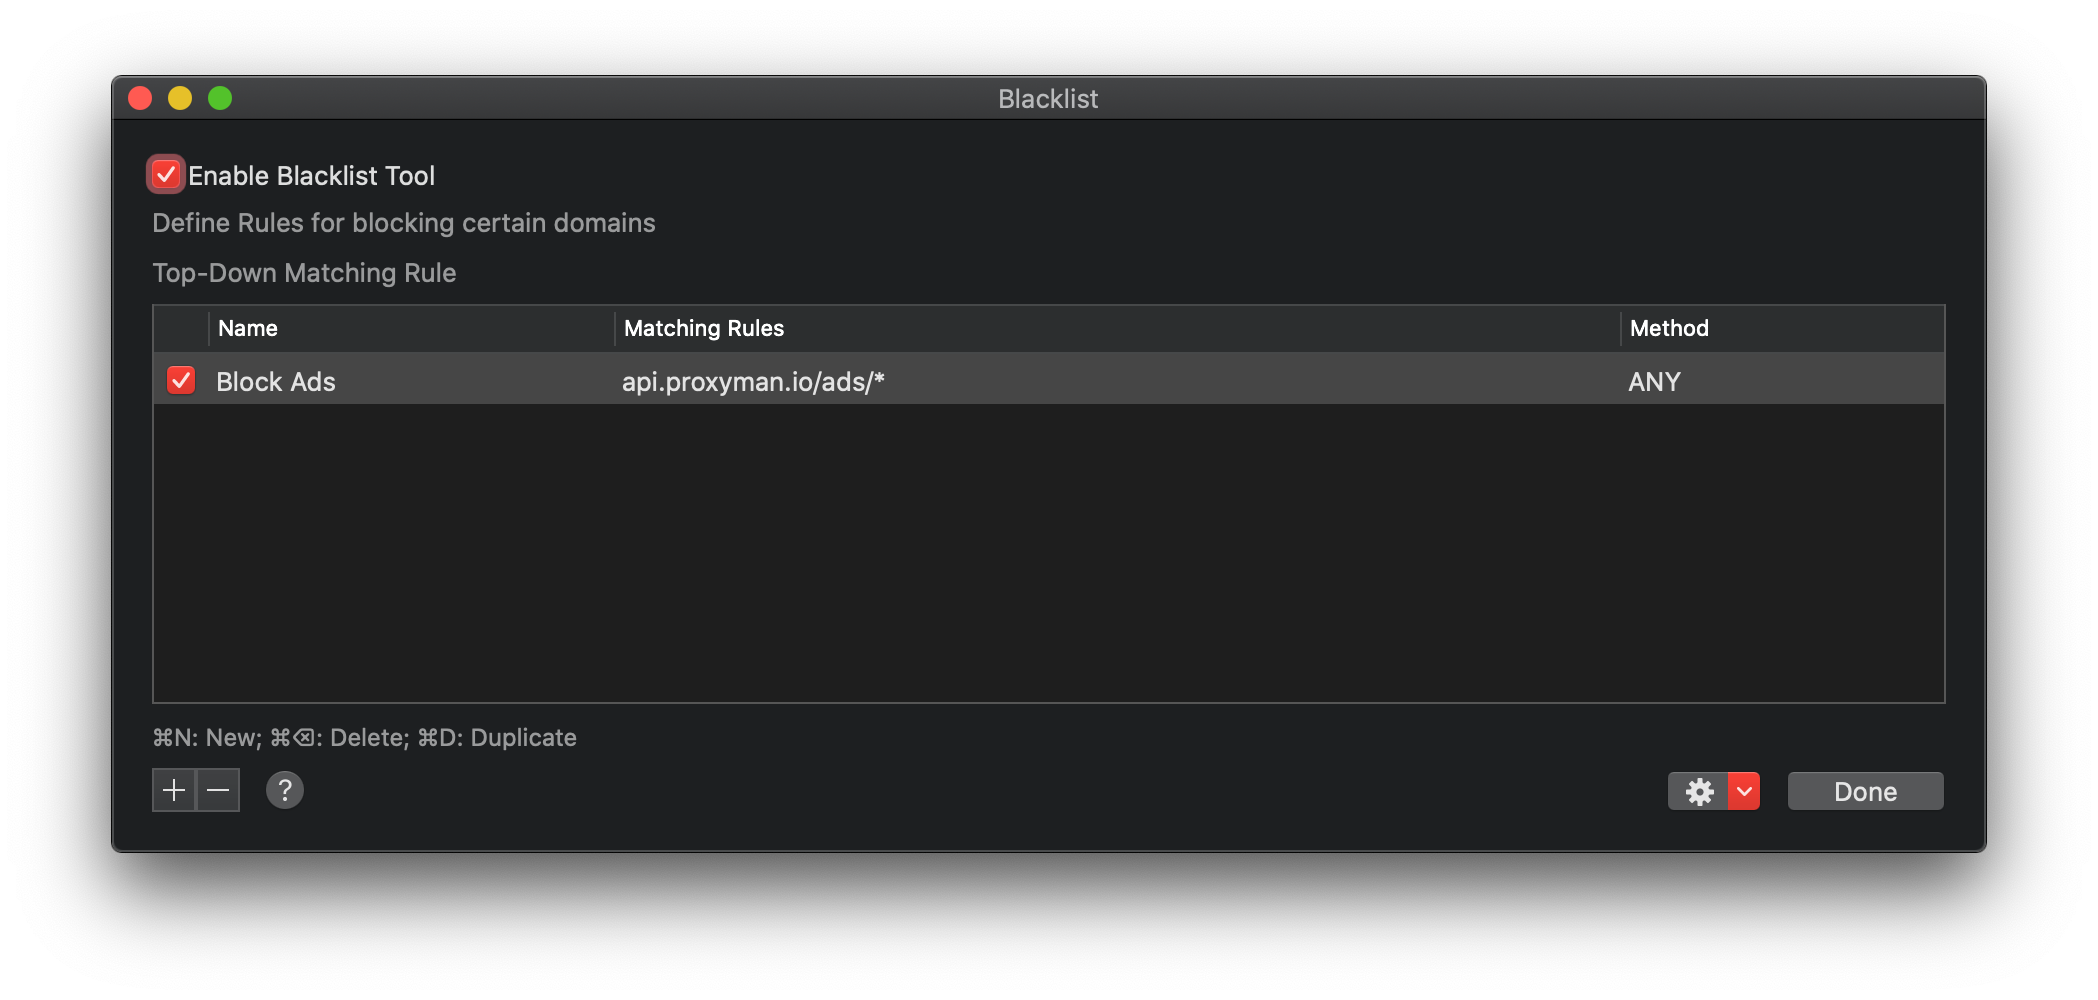 Blacklist
Enable Blacklist Tool
Define Rules for blocking certain domains
Top-Down Matching Rule
Name Matching Rules Method
Block Ads api.proxyman.io/ads/* ANY
⌘N: New; ⌘⌫: Delete; ⌘D: Duplicate
+ − ? Done